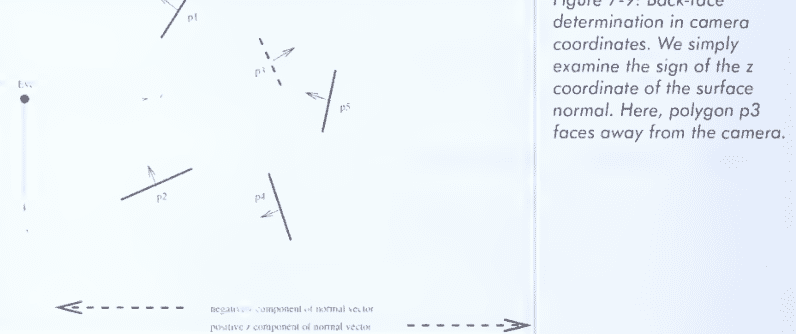 p1
p3
p5
p2
p4
component of normal vector
positive z component of normal vector
Figure 7-9: Back-face
determination in camera
coordinates. We simply
examine the sign of the z
coordinate of the surface
normal. Here, polygon p3
faces away from the camera.